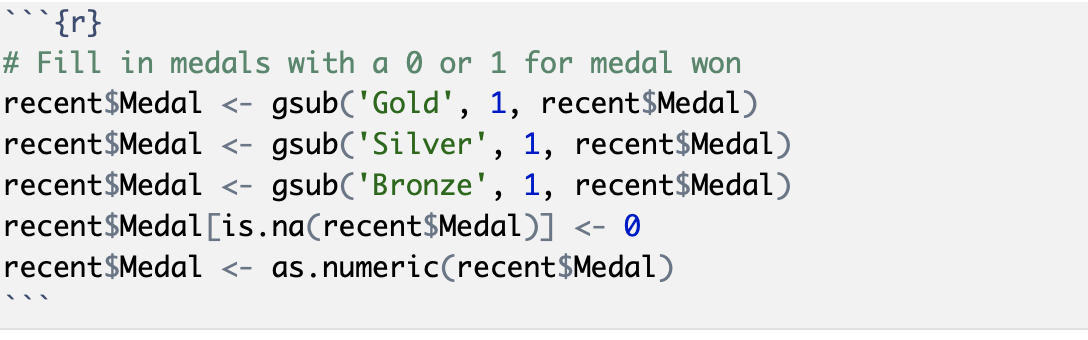 ```{r}
# Fill in medals with a 0 or 1 for medal won
recent$Medal <- gsub('Gold', 1, recent$Medal)
recent$Medal <- gsub('Silver', 1, recent$Medal)
recent$Medal <- gsub('Bronze', 1, recent$Medal)
recent$Medal[is.na(recent$Medal)] <- 0
recent$Medal <- as.numeric(recent$Medal)
```